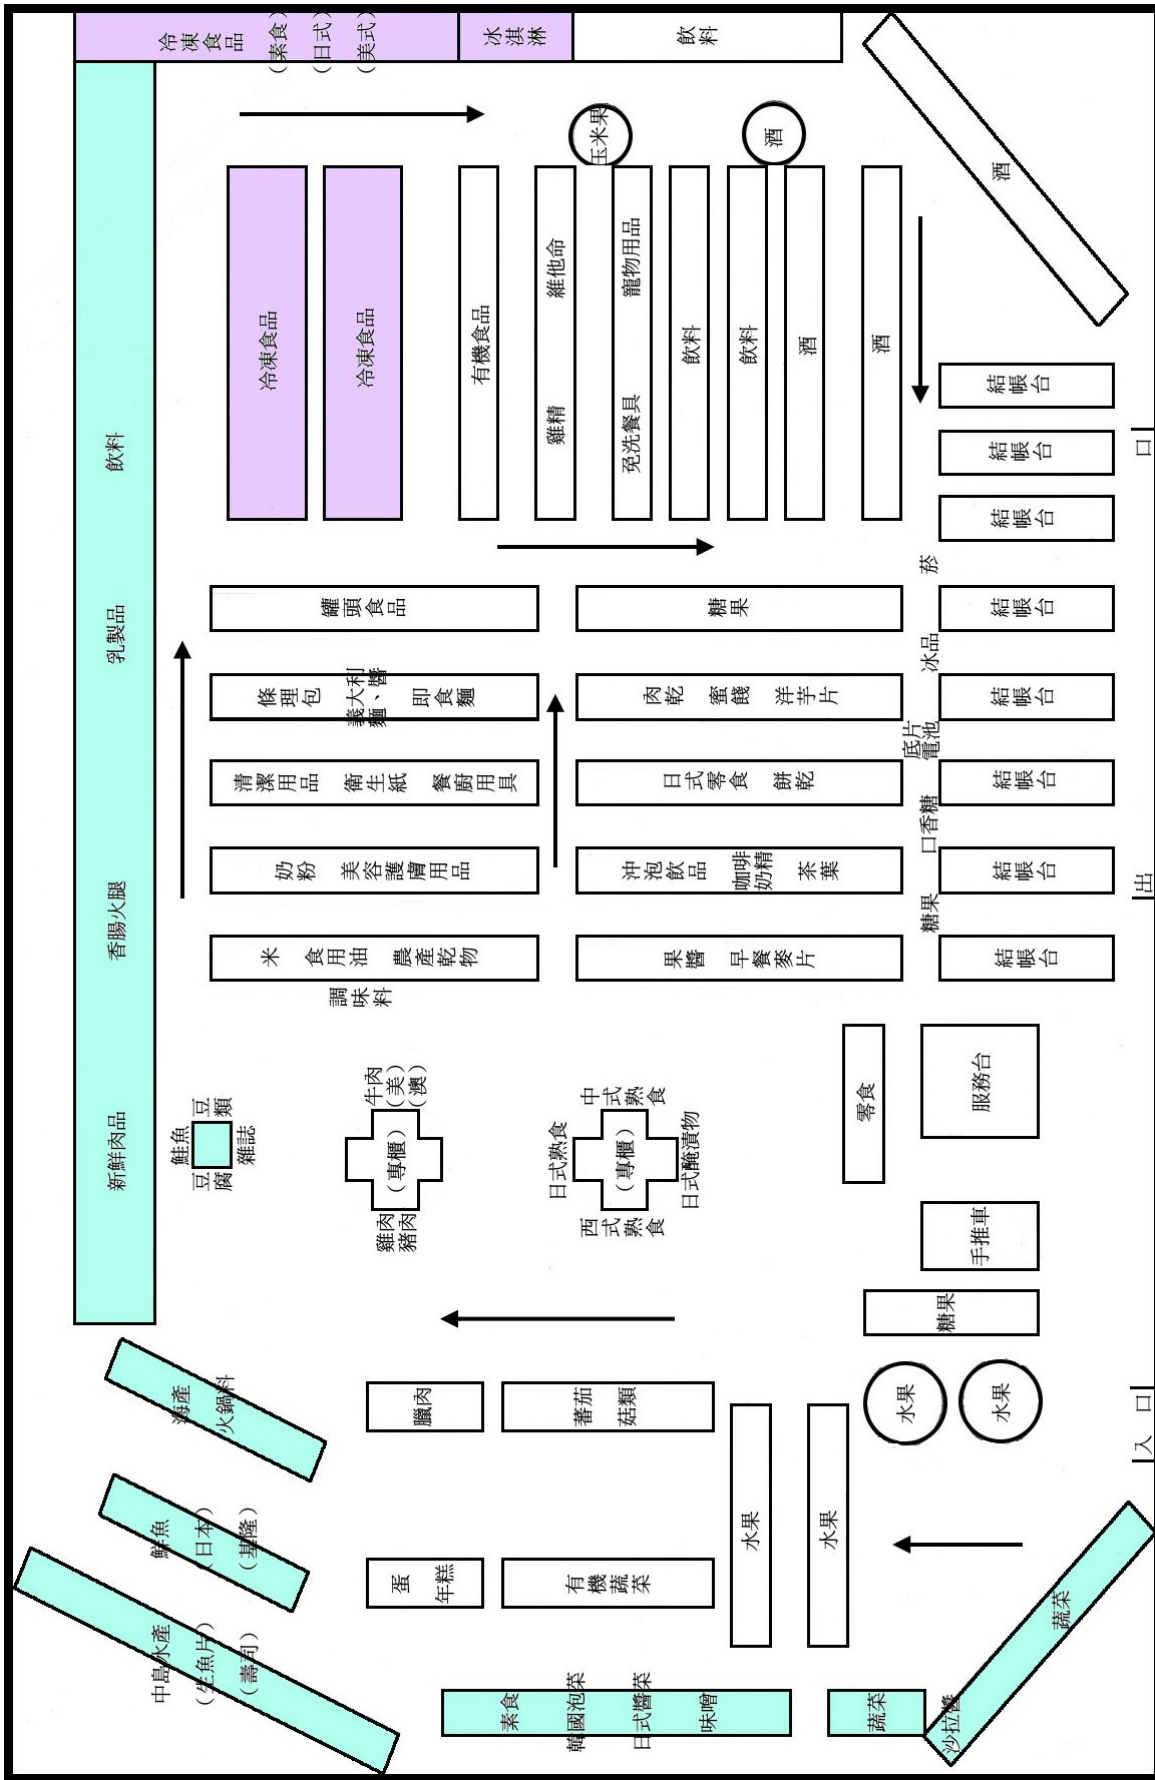 中島水產
（生魚片）
（壽司）
鮮魚
（日本）
（基隆）
海產
火鍋料
新鮮肉品
香腸火腿
乳製品
飲料
冷凍食品
（素食）
（日式）
（美式）
冰淇淋
飲料
鮭魚
豆腐
豆類
雜誌
雞肉
豬肉
（專櫃）
牛肉
（美）
（澳）
日式熟食
西式熟食
（專櫃）
中式熟食
日式醃漬物
蛋
年糕
臘肉
有機蔬菜
蕃茄
菇類
素食
韓國泡菜
日式醬菜
味噌
蔬菜
沙拉醬
蔬菜
水果
水果
水果
水果
糖果
手推車
零食
服務台
調味料
米 食用油 農產乾物
奶粉 美容護膚用品
清潔用品 衛生紙 餐廚用具
條理包 義大利麵、醬 即食麵
罐頭食品
果醬 早餐麥片
沖泡飲品 咖啡奶精 茶葉
日式零食 餅乾
肉乾 蜜餞 洋芋片
糖果
冷凍食品
冷凍食品
有機食品
雞精 維他命
免洗餐具 寵物用品
玉米果
飲料
飲料
酒
酒
酒
酒
糖果
口香糖
底片
電池
冰品
菸
結帳台
結帳台
結帳台
結帳台
結帳台
結帳台
結帳台
結帳台
入口
出口